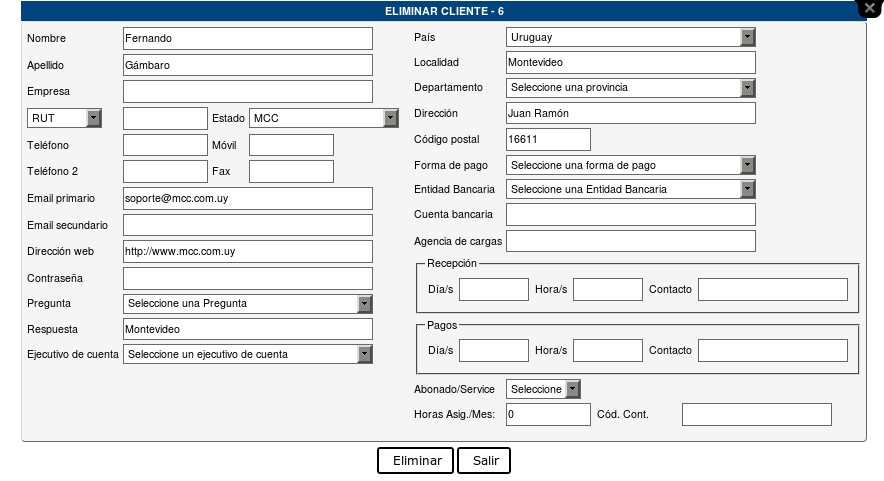 ELIMINAR CLIENTE - 6
Nombre Fernando
Apellido Gámbaro
Empresa
RUT Estado MCC
Teléfono Móvil
Teléfono 2 Fax
Email primario soporte@mcc.com.uy
Email secundario
Dirección web http://www.mcc.com.uy
Contraseña
Pregunta Seleccione una Pregunta
Respuesta Montevideo
Ejecutivo de cuenta Seleccione un ejecutivo de cuenta
País Uruguay
Localidad Montevideo
Departamento Seleccione una provincia
Dirección Juan Ramón
Código postal 16611
Forma de pago Seleccione una forma de pago
Entidad Bancaria Seleccione una Entidad Bancaria
Cuenta bancaria
Agencia de cargas
Recepción
Día/s Hora/s Contacto
Pagos
Día/s Hora/s Contacto
Abonado/Service Seleccione
Horas Asig./Mes: 0 Cód. Cont.
Eliminar Salir